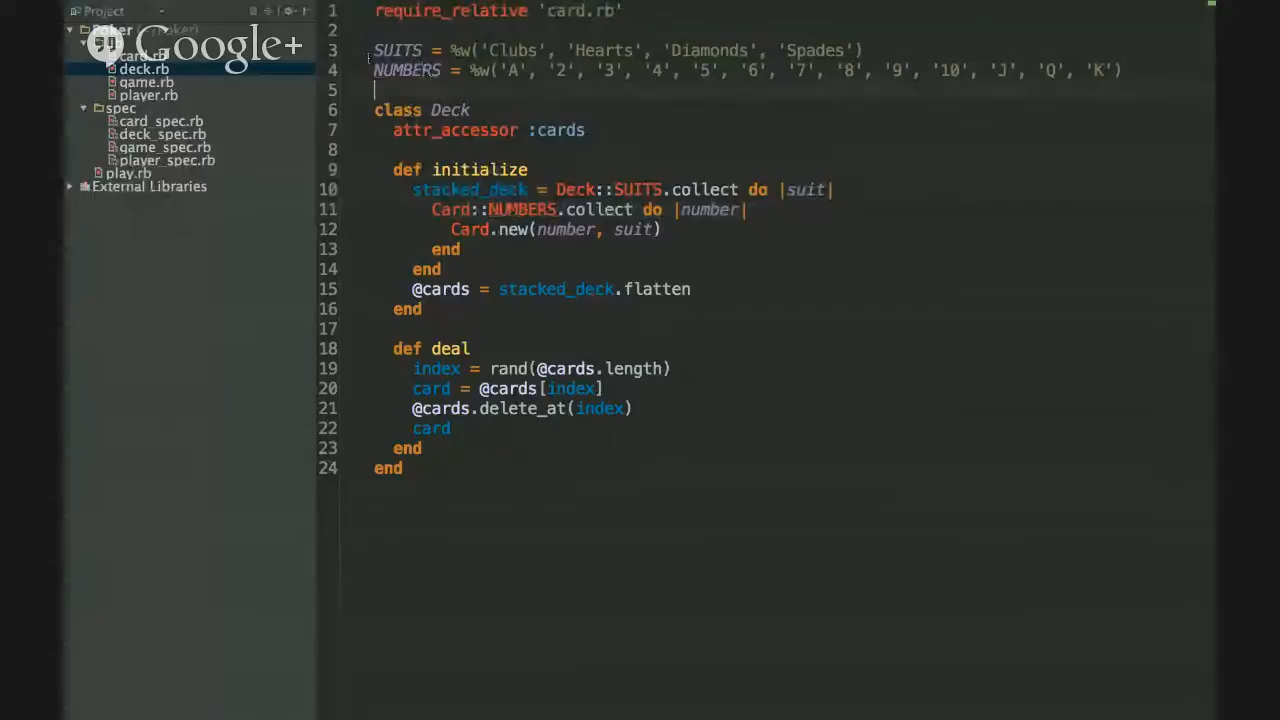 Project
Poker (~/Poker)
Google+
card.rb
deck.rb
game.rb
player.rb
spec
card_spec.rb
deck_spec.rb
game_spec.rb
player_spec.rb
play.rb
External Libraries
1 require_relative 'card.rb'
2
3 SUITS = %w('Clubs', 'Hearts', 'Diamonds', 'Spades')
4 NUMBERS = %w('A', '2', '3', '4', '5', '6', '7', '8', '9', '10', 'J', 'Q', 'K')
5
6 class Deck
7 attr_accessor :cards
8
9 def initialize
10 stacked_deck = Deck::SUITS.collect do |suit|
11 Card::NUMBERS.collect do |number|
12 Card.new(number, suit)
13 end
14 end
15 @cards = stacked_deck.flatten
16 end
17
18 def deal
19 index = rand(@cards.length)
20 card = @cards[index]
21 @cards.delete_at(index)
22 card
23 end
24 end